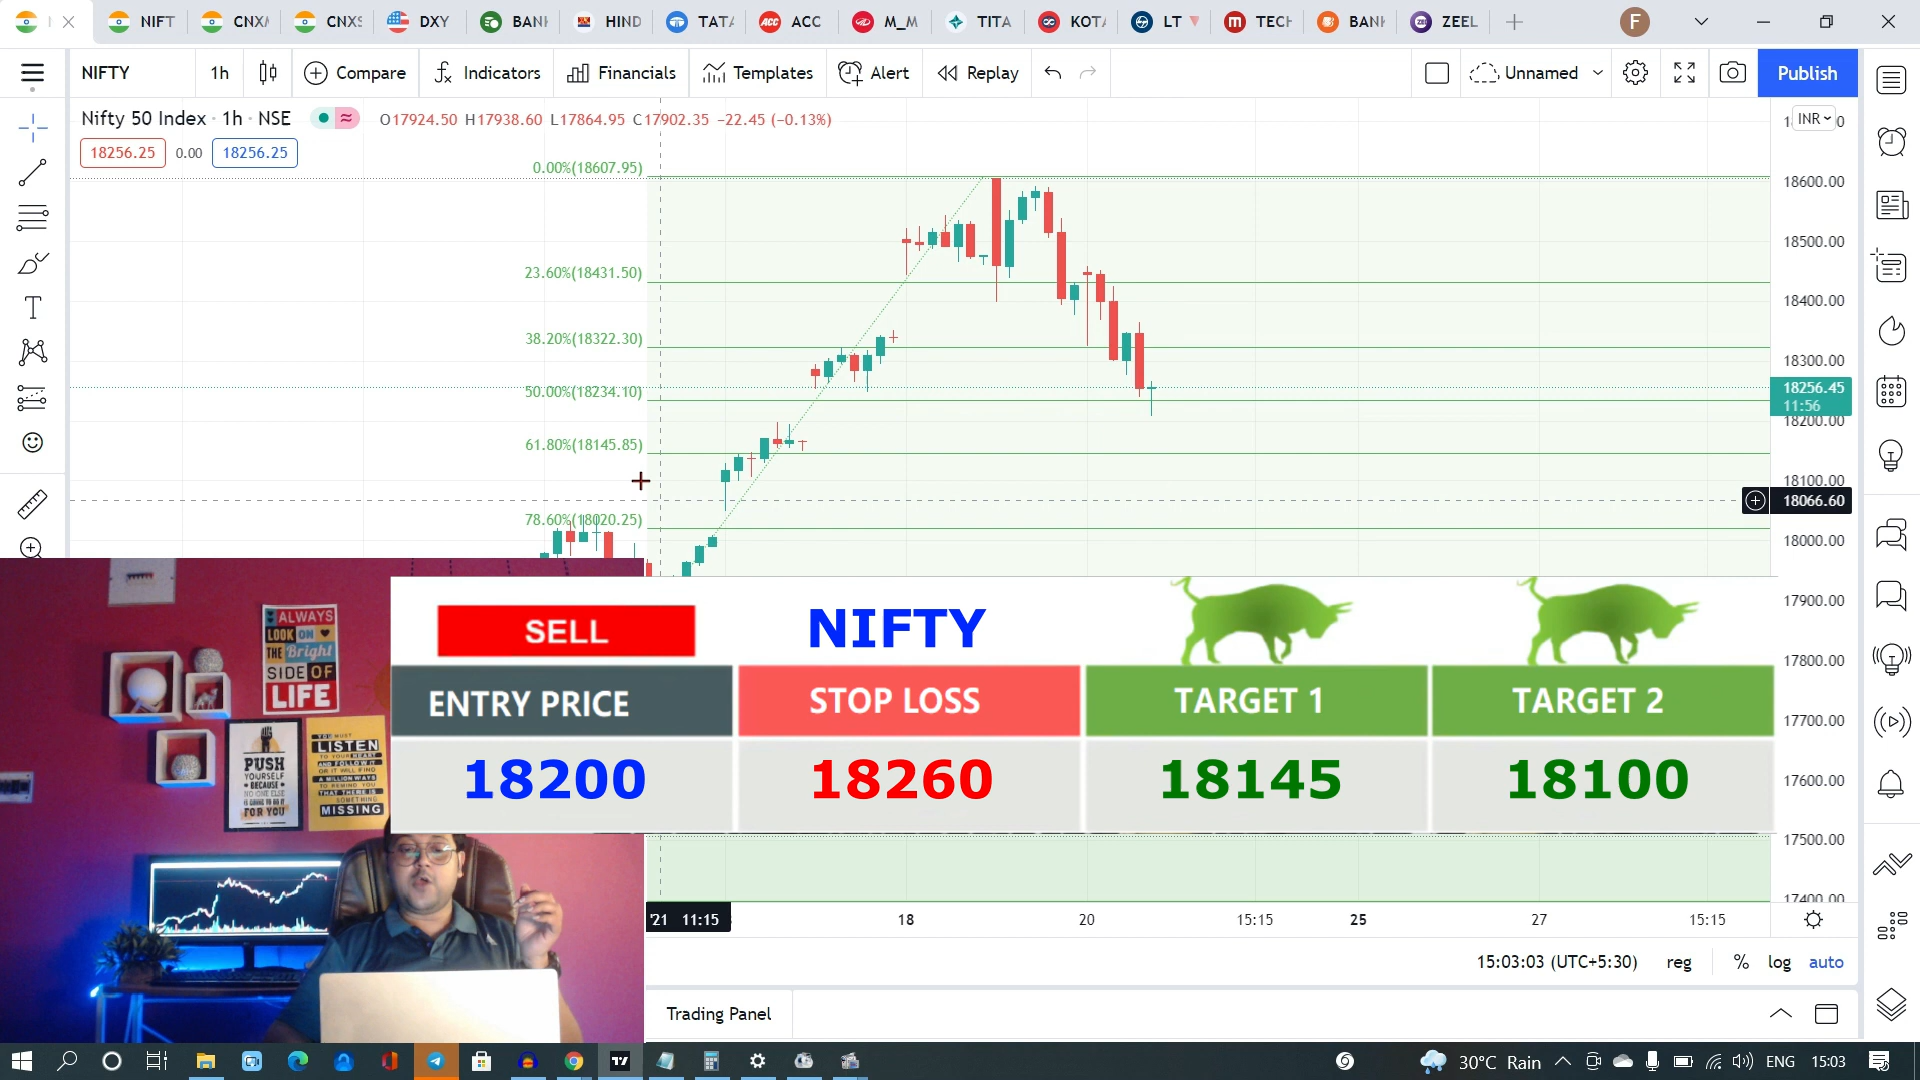 NIFT
CNXM
CNXS
DXY
BANK
HIND
TATA
ACC
M_M
TITA
KOTA
LT
TECH
BANK
ZEEL
F
NIFTY
1h
Compare
Indicators
Financials
Templates
Alert
Replay
Unnamed
Publish
Nifty 50 Index · 1h · NSE
O17924.50 H17938.60 L17864.95 C17902.35 −22.45 (−0.13%)
INR
18256.25
0.00
18256.25
0.00%(18607.95)
23.60%(18431.50)
38.20%(18322.30)
50.00%(18234.10)
61.80%(18145.85)
78.60%(18020.25)
18600.00
18500.00
18400.00
18300.00
18256.45
11:56
18200.00
18100.00
18066.60
18000.00
17900.00
17800.00
17700.00
17600.00
17500.00
17400.00
SELL
NIFTY
ENTRY PRICE
STOP LOSS
TARGET 1
TARGET 2
18200
18260
18145
18100
ALWAYS
LOOK ON
THE Bright
SIDE OF
LIFE
PUSH
YOURSELF
BECAUSE
NO ONE ELSE
IS GOING TO DO IT
FOR YOU
YOU MUST
LISTEN
TO YOUR HEART
AND FOLLOW IT
OR IT WILL FIND
A MILLION WAYS
TO REMIND YOU
THAT THERE IS
SOMETHING
MISSING
'21 11:15
18
20
15:15
25
27
15:15
15:03:03 (UTC+5:30)
reg
%
log
auto
Trading Panel
30°C Rain
ENG
15:03